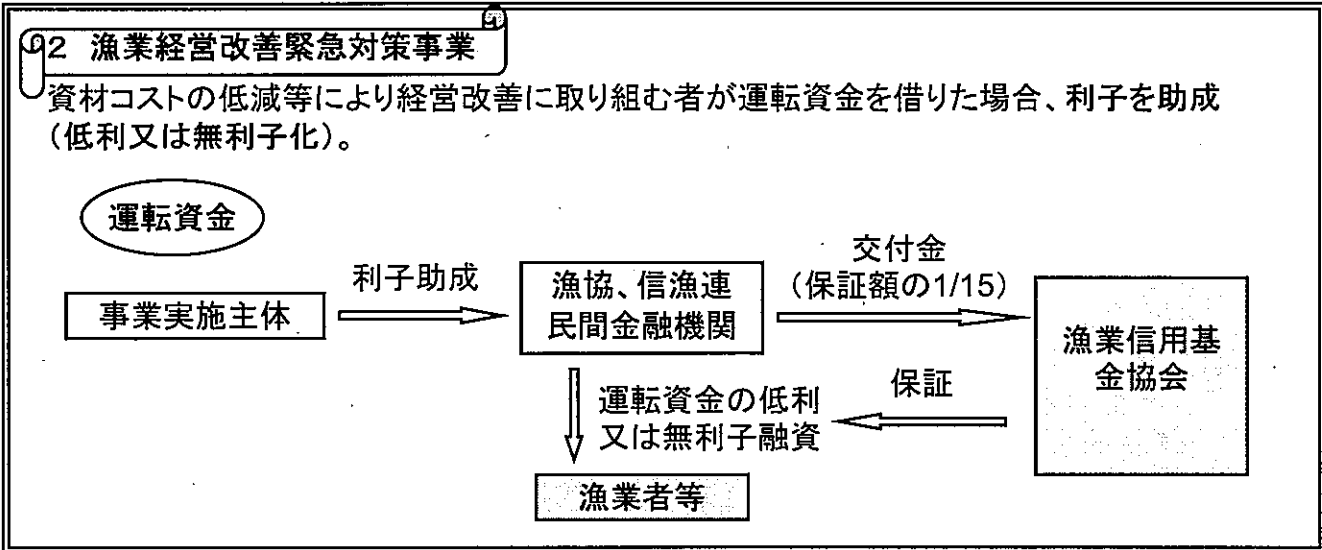 2 漁業経営改善緊急対策事業
資材コストの低減等により経営改善に取り組む者が運転資金を借りた場合、利子を助成
（低利又は無利子化）。
運転資金
事業実施主体
利子助成
漁協、信漁連
民間金融機関
交付金
（保証額の1/15）
漁業信用基
金協会
保証
運転資金の低利
又は無利子融資
漁業者等